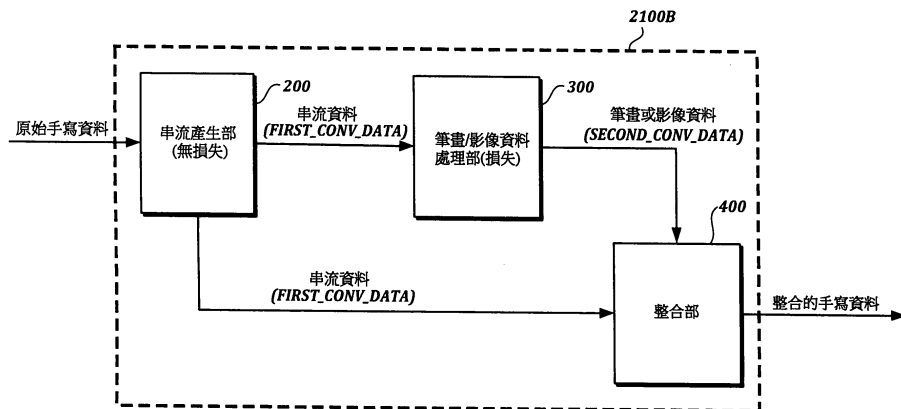 2100B
200
300
原始手寫資料
串流產生部
(無損失)
串流資料
(FIRST_CONV_DATA)
筆畫/影像資料
處理部(損失)
筆畫或影像資料
(SECOND_CONV_DATA)
400
串流資料
(FIRST_CONV_DATA)
整合部
整合的手寫資料